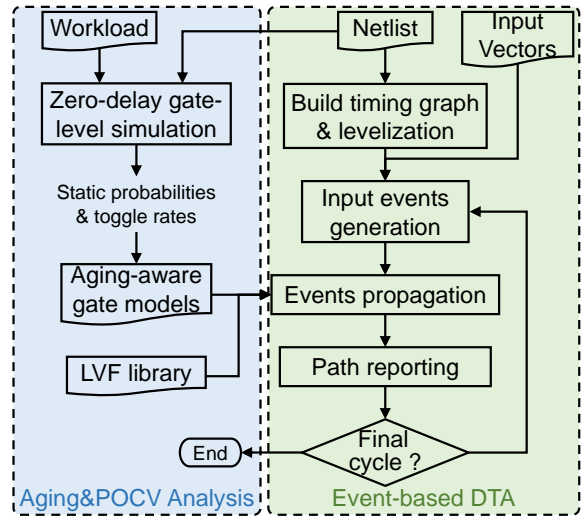 Workload
Netlist
Input
Vectors
Zero-delay gate-
level simulation
Build timing graph
& levelization
Static probabilities
& toggle rates
Input events
generation
Aging-aware
gate models
Events propagation
LVF library
Path reporting
End
Final
cycle ?
Aging&POCV Analysis
Event-based DTA